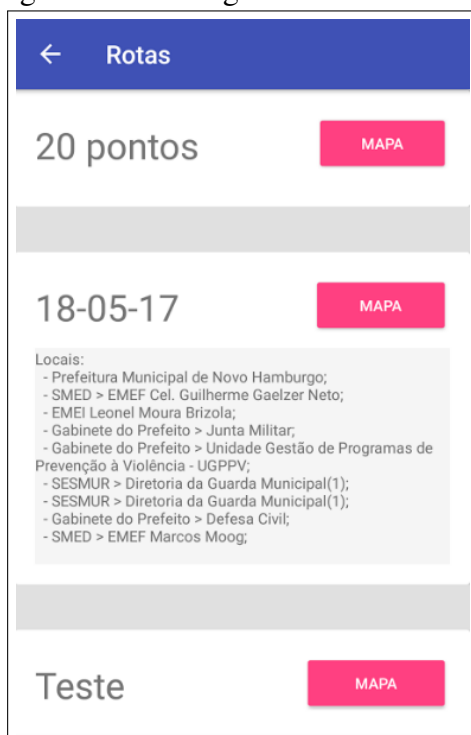 Rotas
20 pontos
MAPA
18-05-17
MAPA
Locais:
- Prefeitura Municipal de Novo Hamburgo;
- SMED > EMEF Cel. Guilherme Gaelzer Neto;
- EMEI Leonel Moura Brizola;
- Gabinete do Prefeito > Junta Militar;
- Gabinete do Prefeito > Unidade Gestão de Programas de
Prevenção à Violência - UGPPV;
- SESMUR > Diretoria da Guarda Municipal(1);
- SESMUR > Diretoria da Guarda Municipal(1);
- Gabinete do Prefeito > Defesa Civil;
- SMED > EMEF Marcos Moog;
Teste
MAPA